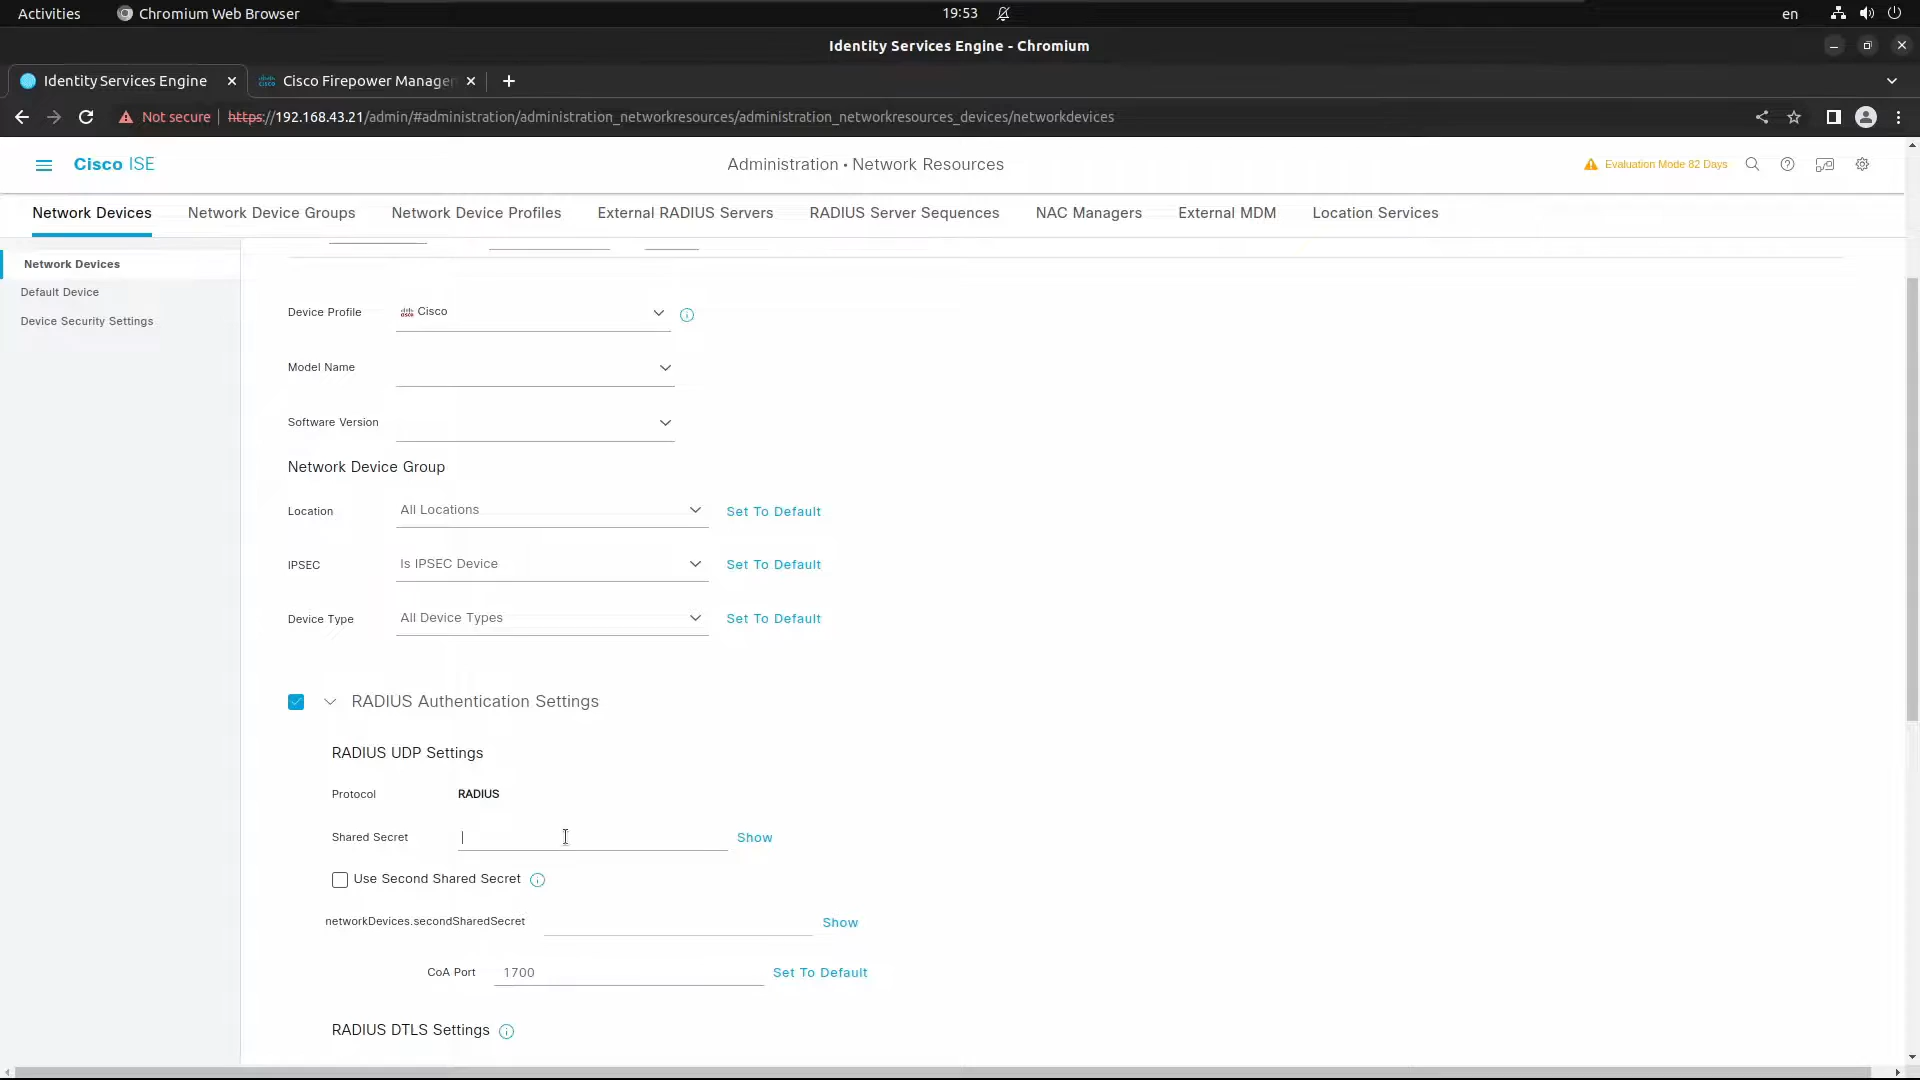 Activities
Chromium Web Browser
19:53
en
Identity Services Engine - Chromium
Identity Services Engine
Cisco Firepower Manage
Not secure
https://192.168.43.21/admin/#administration/administration_networkresources/administration_networkresources_devices/networkdevices
Cisco ISE
Administration • Network Resources
Evaluation Mode 82 Days
Network Devices
Network Device Groups
Network Device Profiles
External RADIUS Servers
RADIUS Server Sequences
NAC Managers
External MDM
Location Services
Network Devices
Default Device
Device Security Settings
Device Profile
Cisco
Model Name
Software Version
Network Device Group
Location
All Locations
Set To Default
IPSEC
Is IPSEC Device
Set To Default
Device Type
All Device Types
Set To Default
RADIUS Authentication Settings
RADIUS UDP Settings
Protocol
RADIUS
Shared Secret
Show
Use Second Shared Secret
networkDevices.secondSharedSecret
Show
CoA Port
1700
Set To Default
RADIUS DTLS Settings